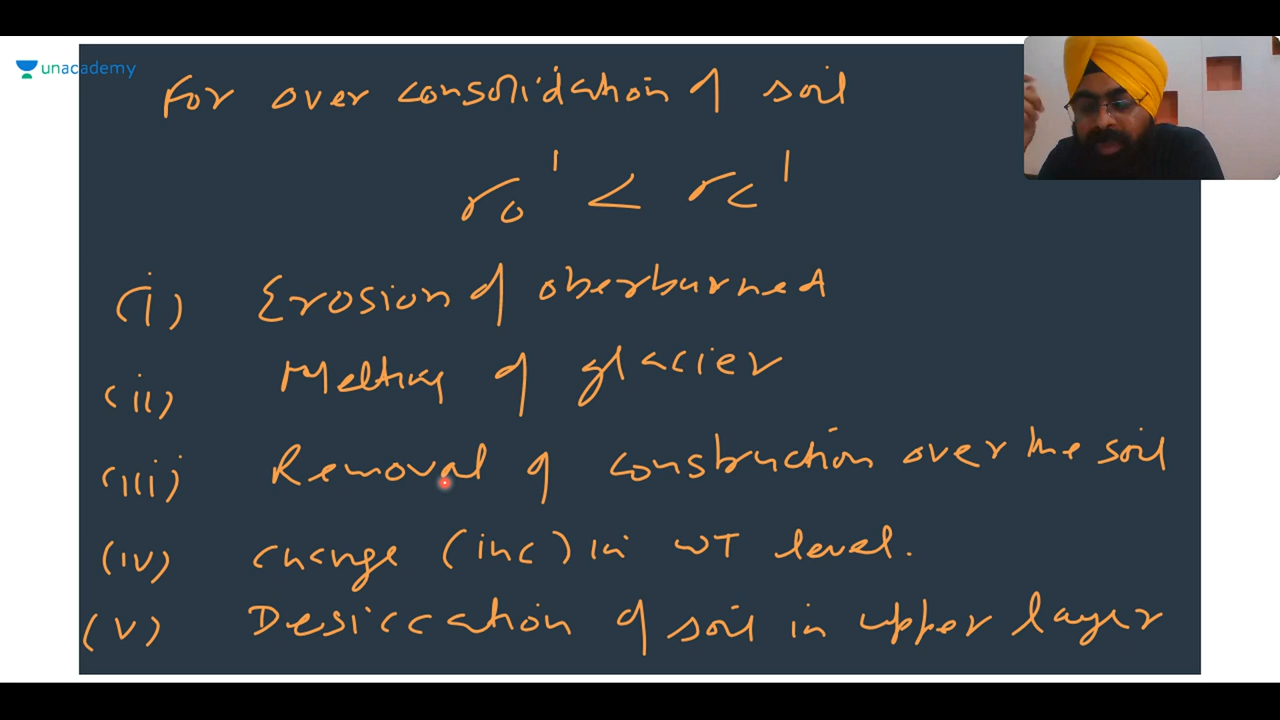 unacademy
For over consolidation of soil
σ₀' < σc'
(i) Erosion of oberburned
(ii) Melting of glacier
(iii) Removal of construction over the soil
(iv) change (inc) in WT level.
(v) Desiccation of soil in upper layer